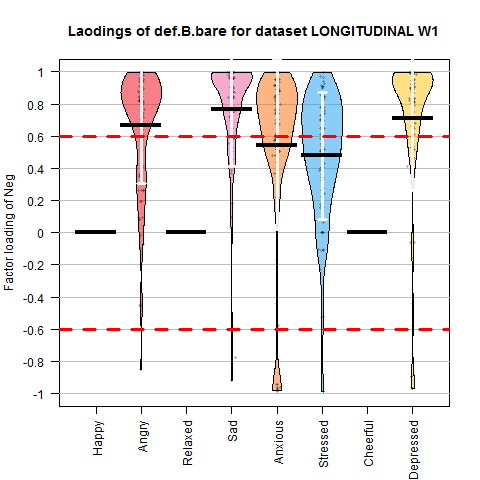 Laodings of def.B.bare for dataset LONGITUDINAL W1
Factor loading of Neg
1
0.8
0.6
0.4
0.2
0
-0.2
-0.4
-0.6
-0.8
-1
Happy
Angry
Relaxed
Sad
Anxious
Stressed
Cheerful
Depressed